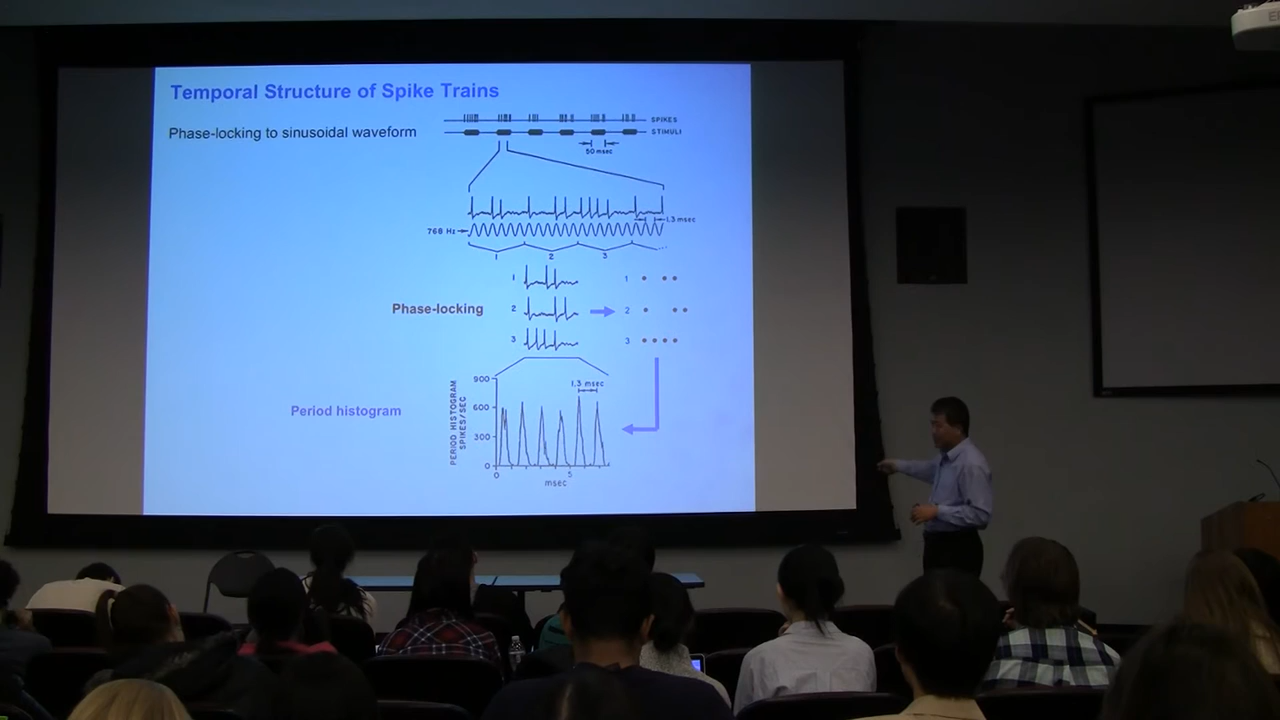 Temporal Structure of Spike Trains
Phase-locking to sinusoidal waveform
SPIKES
STIMULI
50 msec
1.3 msec
768 Hz
1 2 3 ...
1
2
3
Phase-locking
1
2
3
Period histogram
PERIOD HISTOGRAM
SPIKES/SEC
900
600
300
0
1.3 msec
0 5
msec